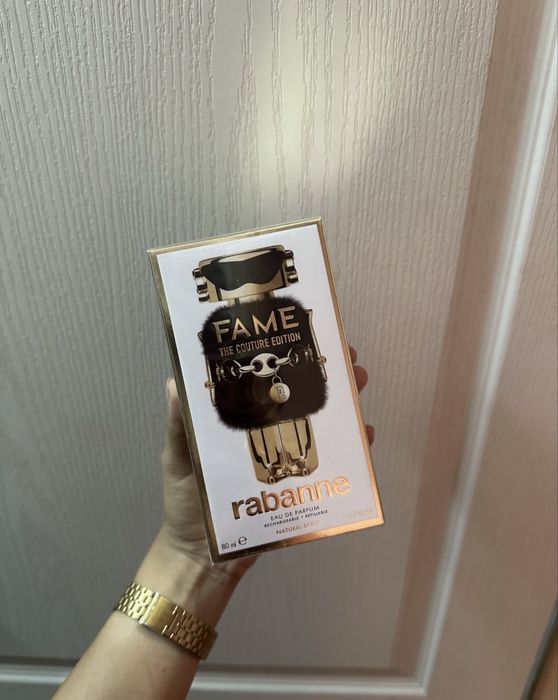 FAME
THE COUTURE EDITION
rabanne
EAU DE PARFUM
RECHARGEABLE • REFILLABLE
NATURAL SPRAY
80 ml ℮